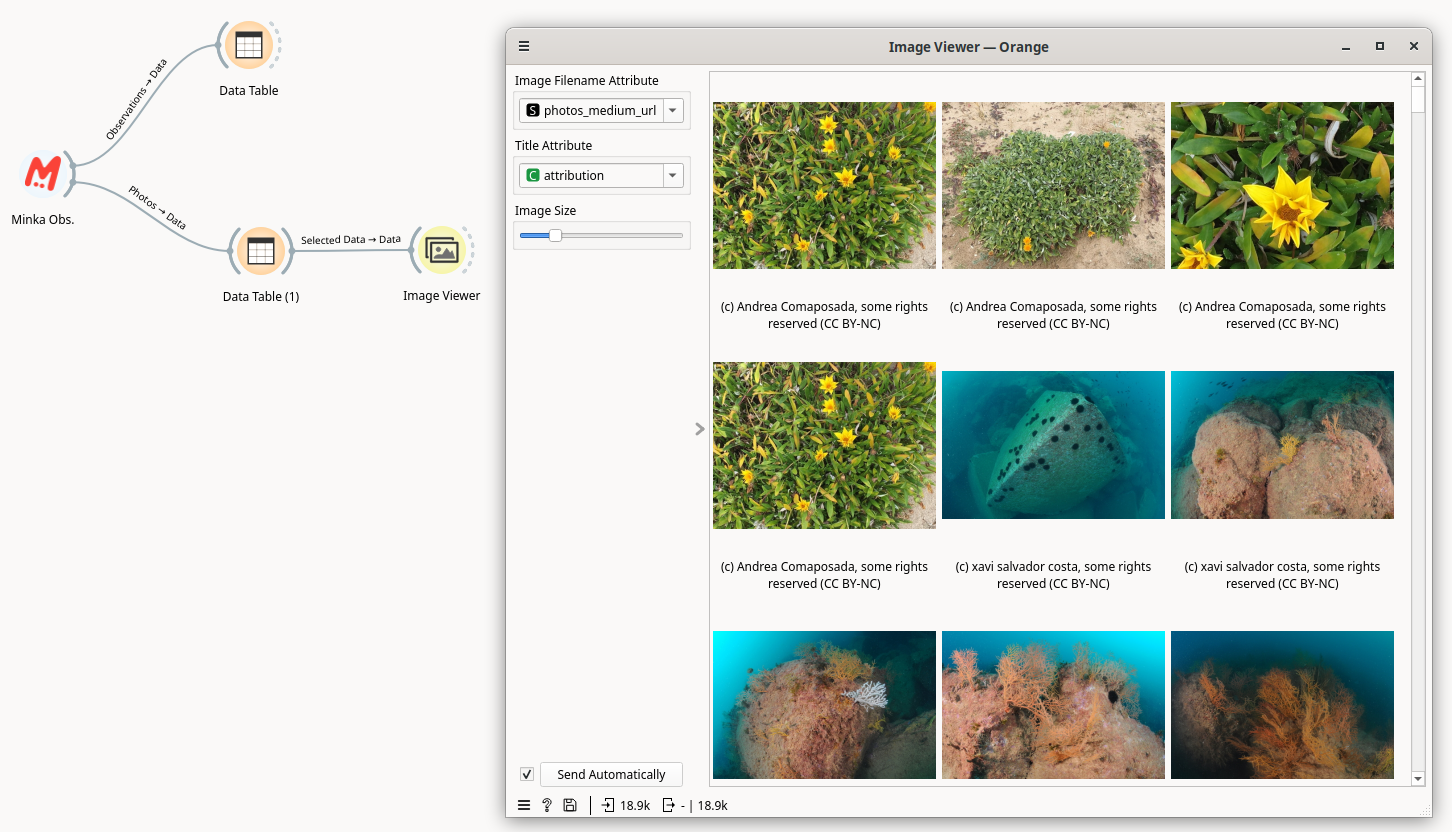 Data Table
Observations → Data
Minka Obs.
Photos → Data
Data Table (1)
Selected Data → Data
Image Viewer
Image Viewer — Orange
Image Filename Attribute
S photos_medium_url
Title Attribute
C attribution
Image Size
(c) Andrea Comaposada, some rights
reserved (CC BY-NC)
(c) Andrea Comaposada, some rights
reserved (CC BY-NC)
(c) Andrea Comaposada, some rights
reserved (CC BY-NC)
(c) Andrea Comaposada, some rights
reserved (CC BY-NC)
(c) xavi salvador costa, some rights
reserved (CC BY-NC)
(c) xavi salvador costa, some rights
reserved (CC BY-NC)
Send Automatically
? 18.9k - | 18.9k